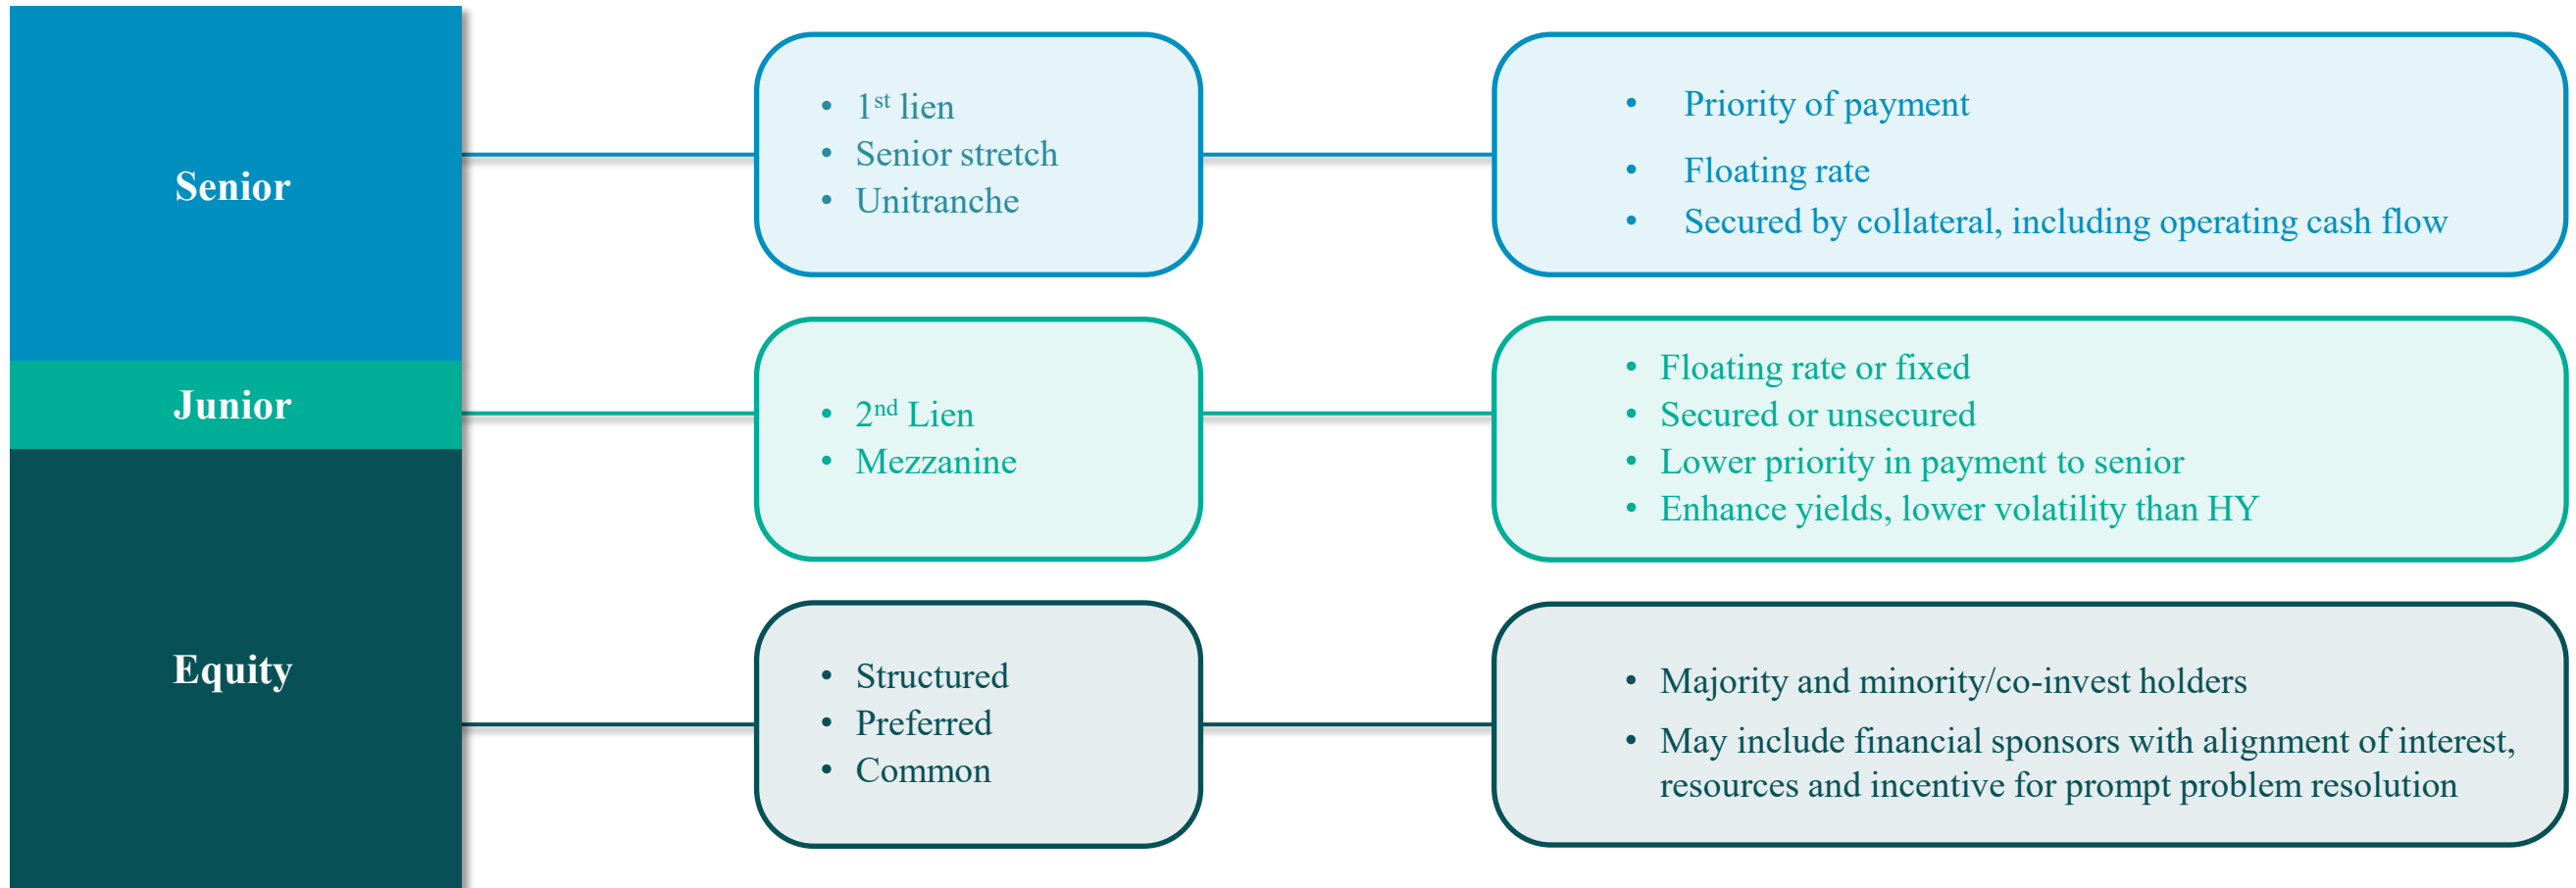 Senior
• 1st lien
• Senior stretch
• Unitranche
• Priority of payment
• Floating rate
• Secured by collateral, including operating cash flow
Junior
• 2nd Lien
• Mezzanine
• Floating rate or fixed
• Secured or unsecured
• Lower priority in payment to senior
• Enhance yields, lower volatility than HY
Equity
• Structured
• Preferred
• Common
• Majority and minority/co-invest holders
• May include financial sponsors with alignment of interest,
resources and incentive for prompt problem resolution